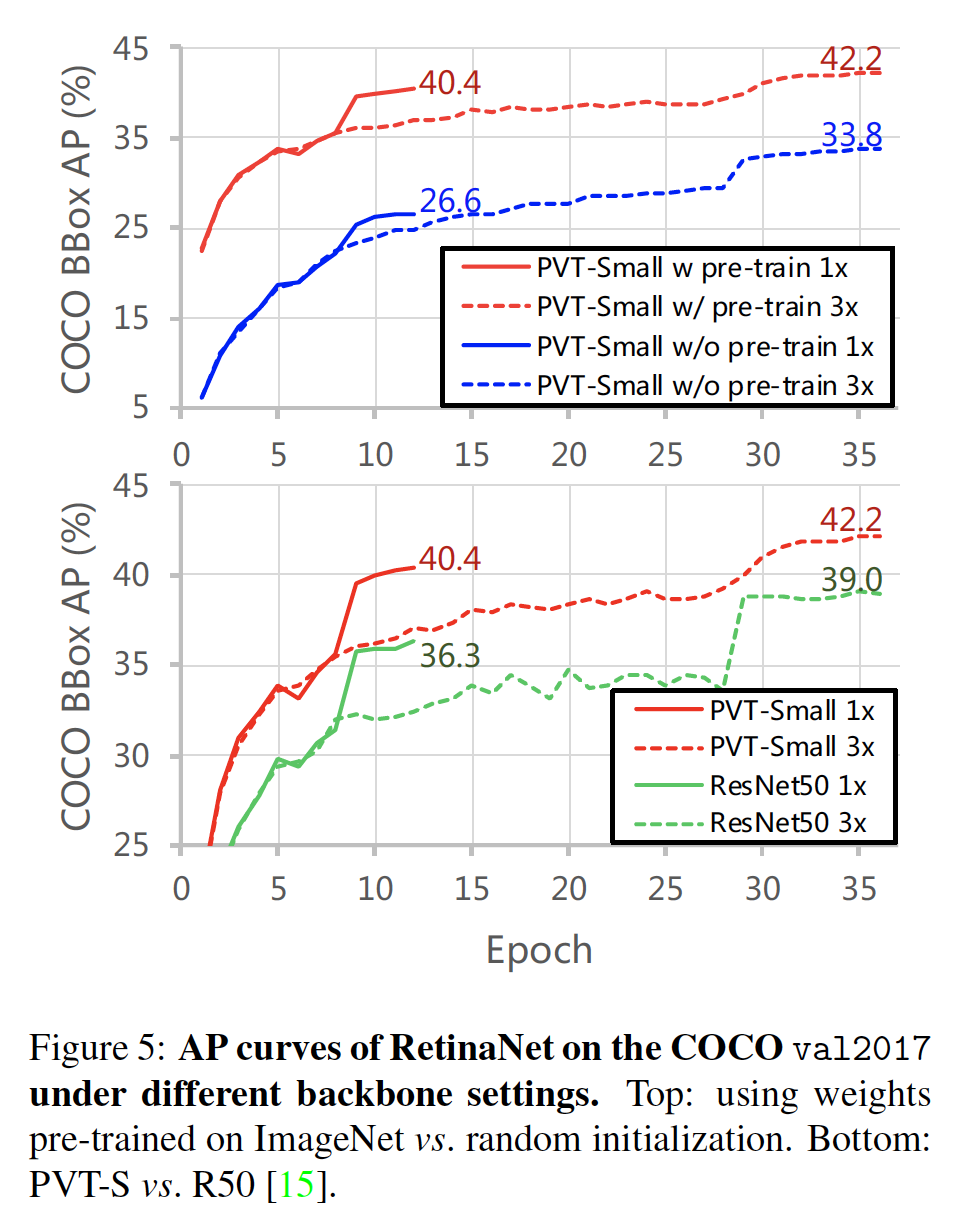 45
35
25
15
5
COCO BBox AP (%)
40.4
42.2
26.6
33.8
PVT-Small w pre-train 1x
PVT-Small w/ pre-train 3x
PVT-Small w/o pre-train 1x
PVT-Small w/o pre-train 3x
0 5 10 15 20 25 30 35
45
40
35
30
25
COCO BBox AP (%)
40.4
42.2
36.3
39.0
PVT-Small 1x
PVT-Small 3x
ResNet50 1x
ResNet50 3x
0 5 10 15 20 25 30 35
Epoch
Figure 5: AP curves of RetinaNet on the COCO val2017
under different backbone settings. Top: using weights
pre-trained on ImageNet vs. random initialization. Bottom:
PVT-S vs. R50 [15].